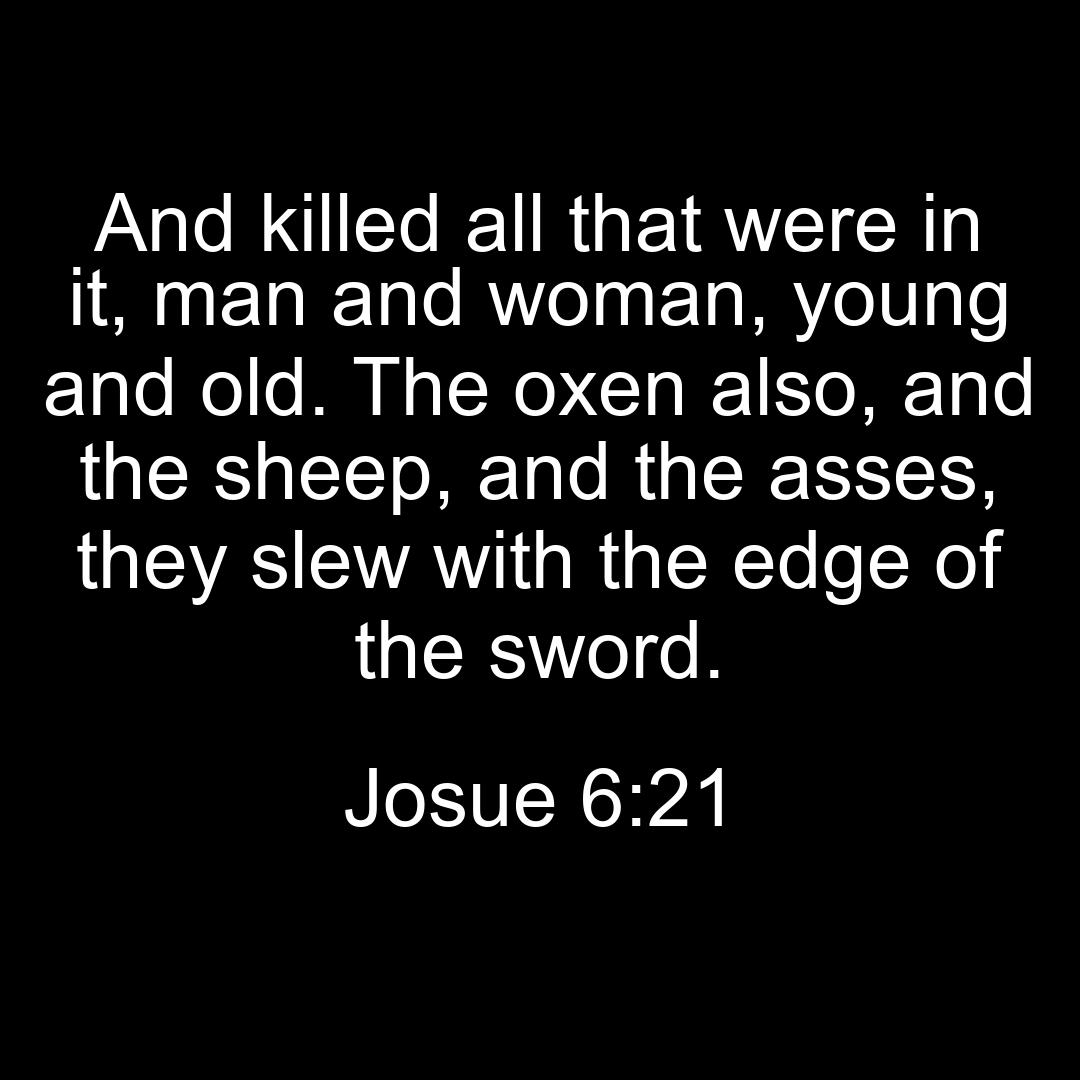 And killed all that were in
it, man and woman, young
and old. The oxen also, and
the sheep, and the asses,
they slew with the edge of
the sword.
Josue 6:21